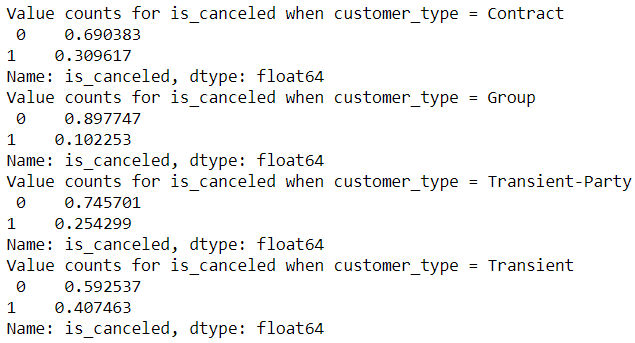 Value counts for is_canceled when customer_type = Contract
 0    0.690383
1    0.309617
Name: is_canceled, dtype: float64
Value counts for is_canceled when customer_type = Group
 0    0.897747
1    0.102253
Name: is_canceled, dtype: float64
Value counts for is_canceled when customer_type = Transient-Party
 0    0.745701
1    0.254299
Name: is_canceled, dtype: float64
Value counts for is_canceled when customer_type = Transient
 0    0.592537
1    0.407463
Name: is_canceled, dtype: float64